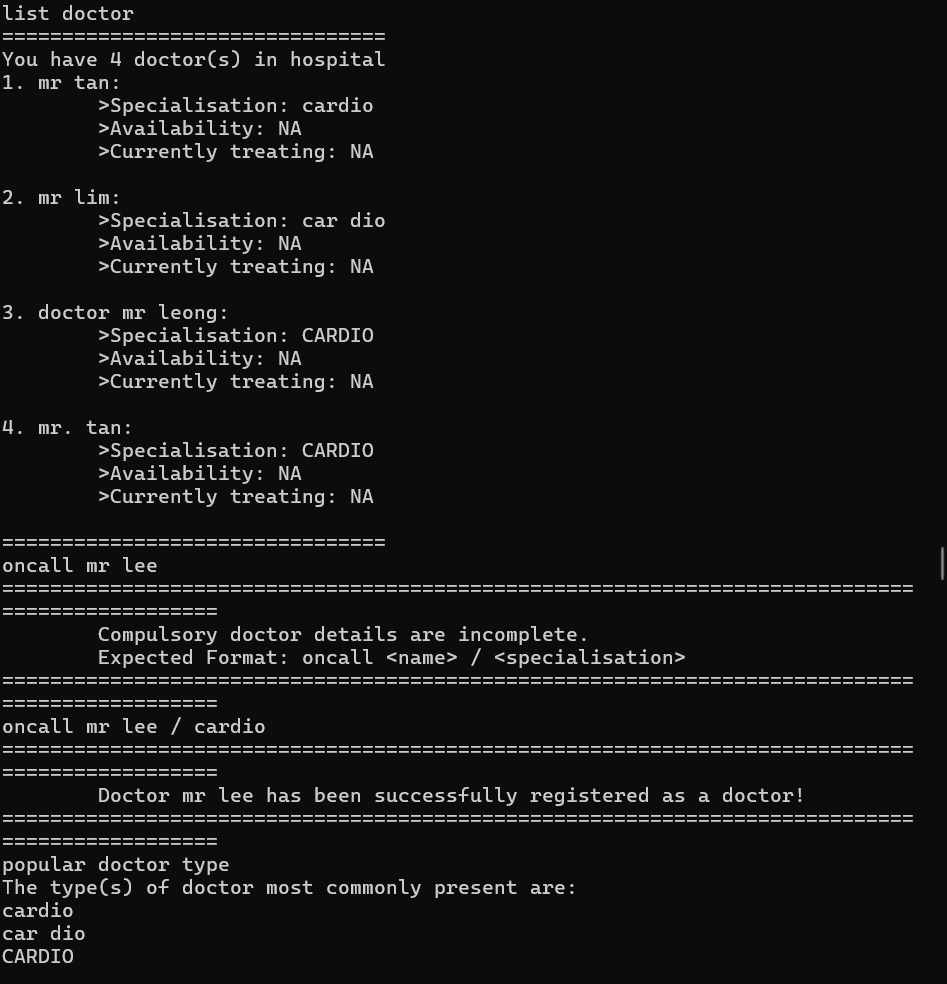 list doctor
================================
You have 4 doctor(s) in hospital
1. mr tan:
        >Specialisation: cardio
        >Availability: NA
        >Currently treating: NA
2. mr lim:
        >Specialisation: car dio
        >Availability: NA
        >Currently treating: NA
3. doctor mr leong:
        >Specialisation: CARDIO
        >Availability: NA
        >Currently treating: NA
4. mr. tan:
        >Specialisation: CARDIO
        >Availability: NA
        >Currently treating: NA
================================
oncall mr lee
============================================================================
==================
        Compulsory doctor details are incomplete.
        Expected Format: oncall <name> / <specialisation>
============================================================================
==================
oncall mr lee / cardio
============================================================================
==================
        Doctor mr lee has been successfully registered as a doctor!
============================================================================
==================
popular doctor type
The type(s) of doctor most commonly present are:
cardio
car dio
CARDIO